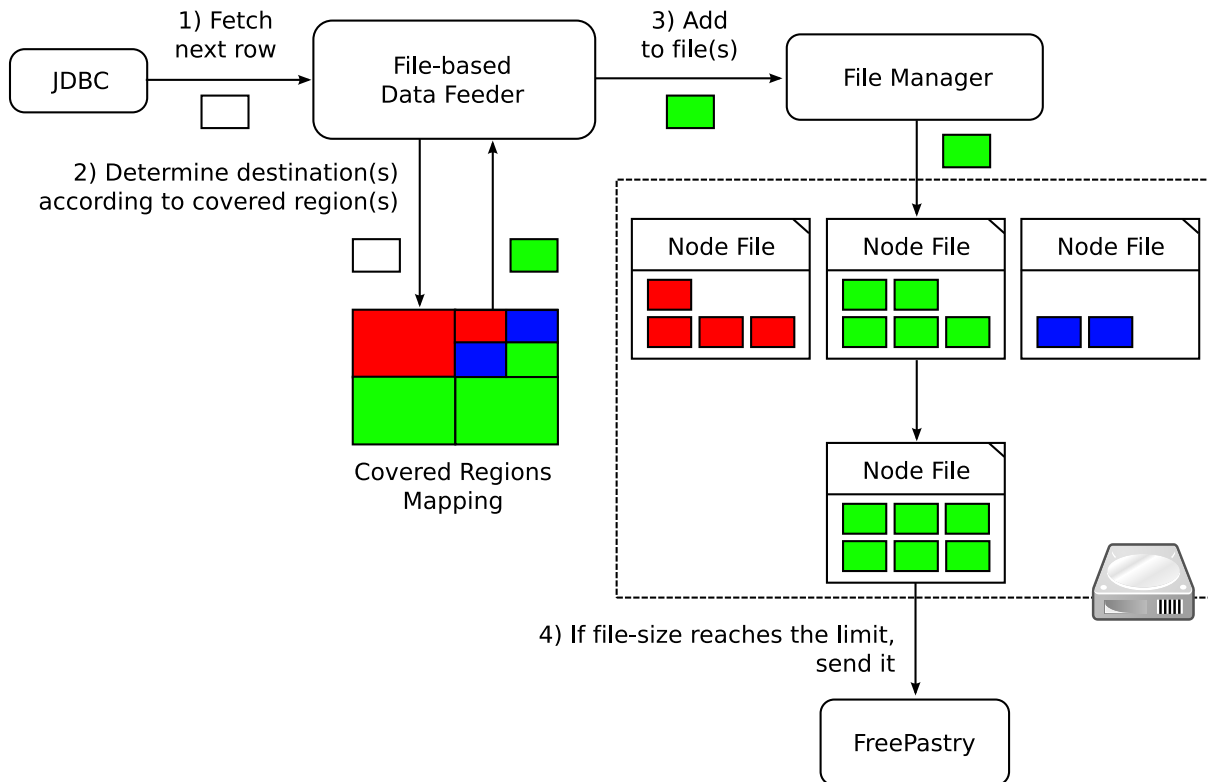 1) Fetch
next row
JDBC
File-based
Data Feeder
3) Add
to file(s)
File Manager
2) Determine destination(s)
according to covered region(s)
Covered Regions
Mapping
Node File
Node File
Node File
Node File
4) If file-size reaches the limit,
send it
FreePastry